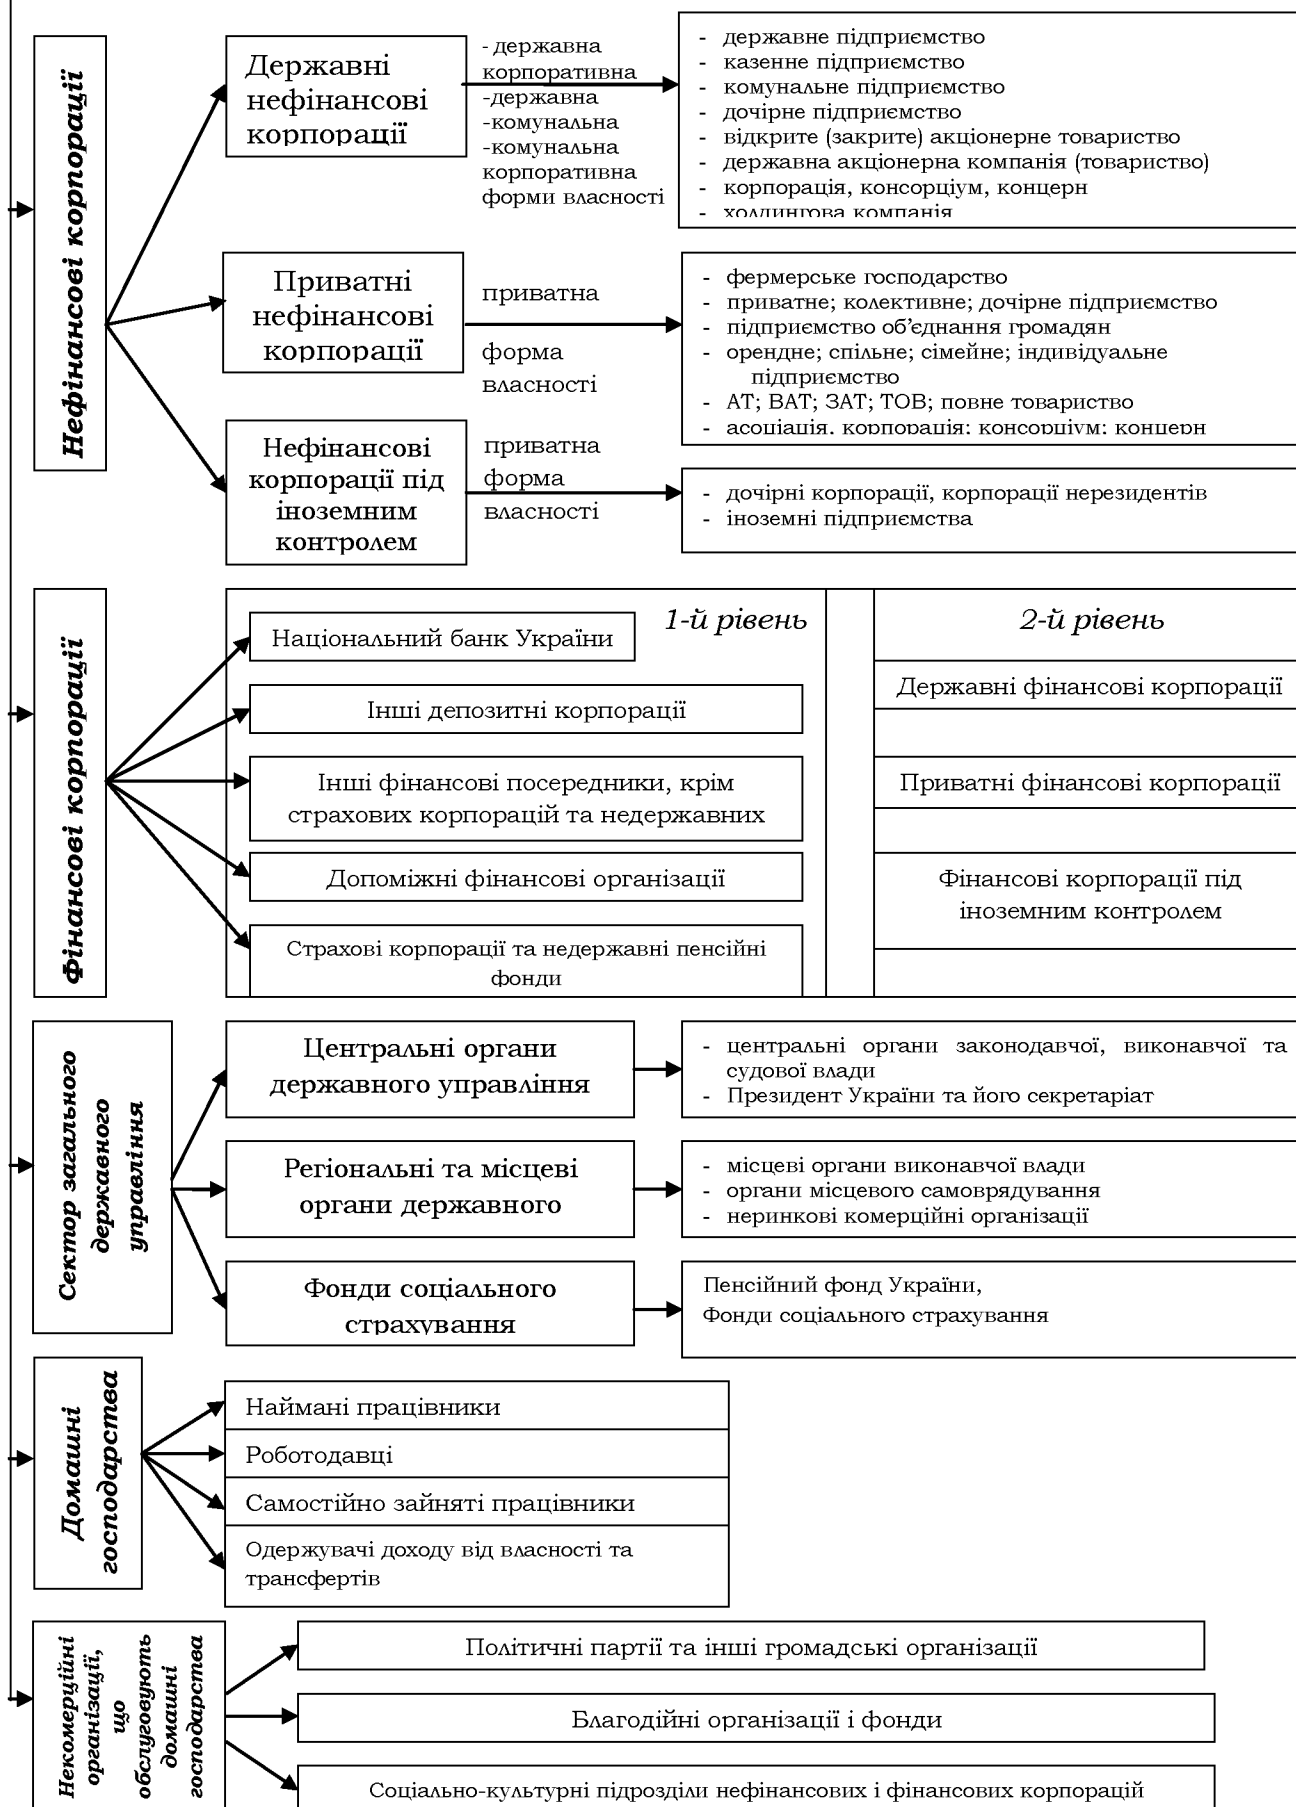 Нефінансові корпорації
Державні
нефінансові
корпорації
- державна
корпоративна
-державна
-комунальна
-комунальна
корпоративна
форми власності
- державне підприємство
- казенне підприємство
- комунальне підприємство
- дочірне підприємство
- відкрите (закрите) акціонерне товариство
- державна акціонерна компанія (товариство)
- корпорація, консорціум, концерн
- холдингова компанія
Приватні
нефінансові
корпорації
приватна
форма
власності
- фермерське господарство
- приватне; колективне; дочірне підприємство
- підприємство об’єднання громадян
- орендне; спільне; сімейне; індивідуальне
підприємство
- АТ; ВАТ; ЗАТ; ТОВ; повне товариство
- асоціація, корпорація; консорціум; концерн
Нефінансові
корпорації під
іноземним
контролем
приватна
форма
власності
- дочірні корпорації, корпорації нерезидентів
- іноземні підприємства
Фінансові корпорації
1-й рівень
Національний банк України
Інші депозитні корпорації
Інші фінансові посередники, крім
страхових корпорацій та недержавних
Допоміжні фінансові організації
Страхові корпорації та недержавні пенсійні
фонди
2-й рівень
Державні фінансові корпорації
Приватні фінансові корпорації
Фінансові корпорації під
іноземним контролем
Сектор загального
державного
управління
Центральні органи
державного управління
- центральні органи законодавчої, виконавчої та
судової влади
- Президент України та його секретаріат
Регіональні та місцеві
органи державного
- місцеві органи виконавчої влади
- органи місцевого самоврядування
- неринкові комерційні організації
Фонди соціального
страхування
Пенсійний фонд України,
Фонди соціального страхування
Домашні
господарства
Наймані працівники
Роботодавці
Самостійно зайняті працівники
Одержувачі доходу від власності та
трансфертів
Некомерційні
організації,
що
обслуговують
домашні
господарства
Політичні партії та інші громадські організації
Благодійні організації і фонди
Соціально-культурні підрозділи нефінансових і фінансових корпорацій